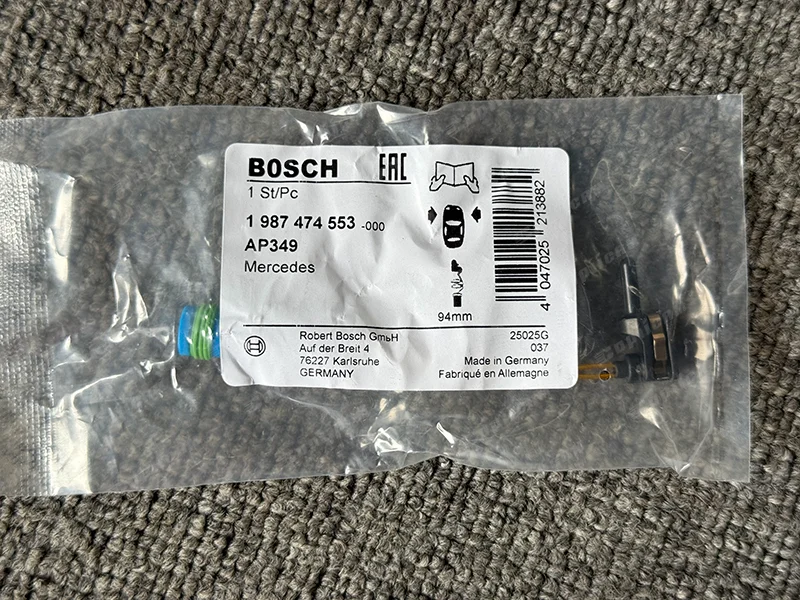 BOSCH EAC
1 St/Pc
1 987 474 553 -000
AP349
Mercedes
94mm
4 047025 213882
Robert Bosch GmbH
Auf der Breit 4
76227 Karlsruhe
GERMANY
25025G
037
Made in Germany
Fabriqué en Allemagne